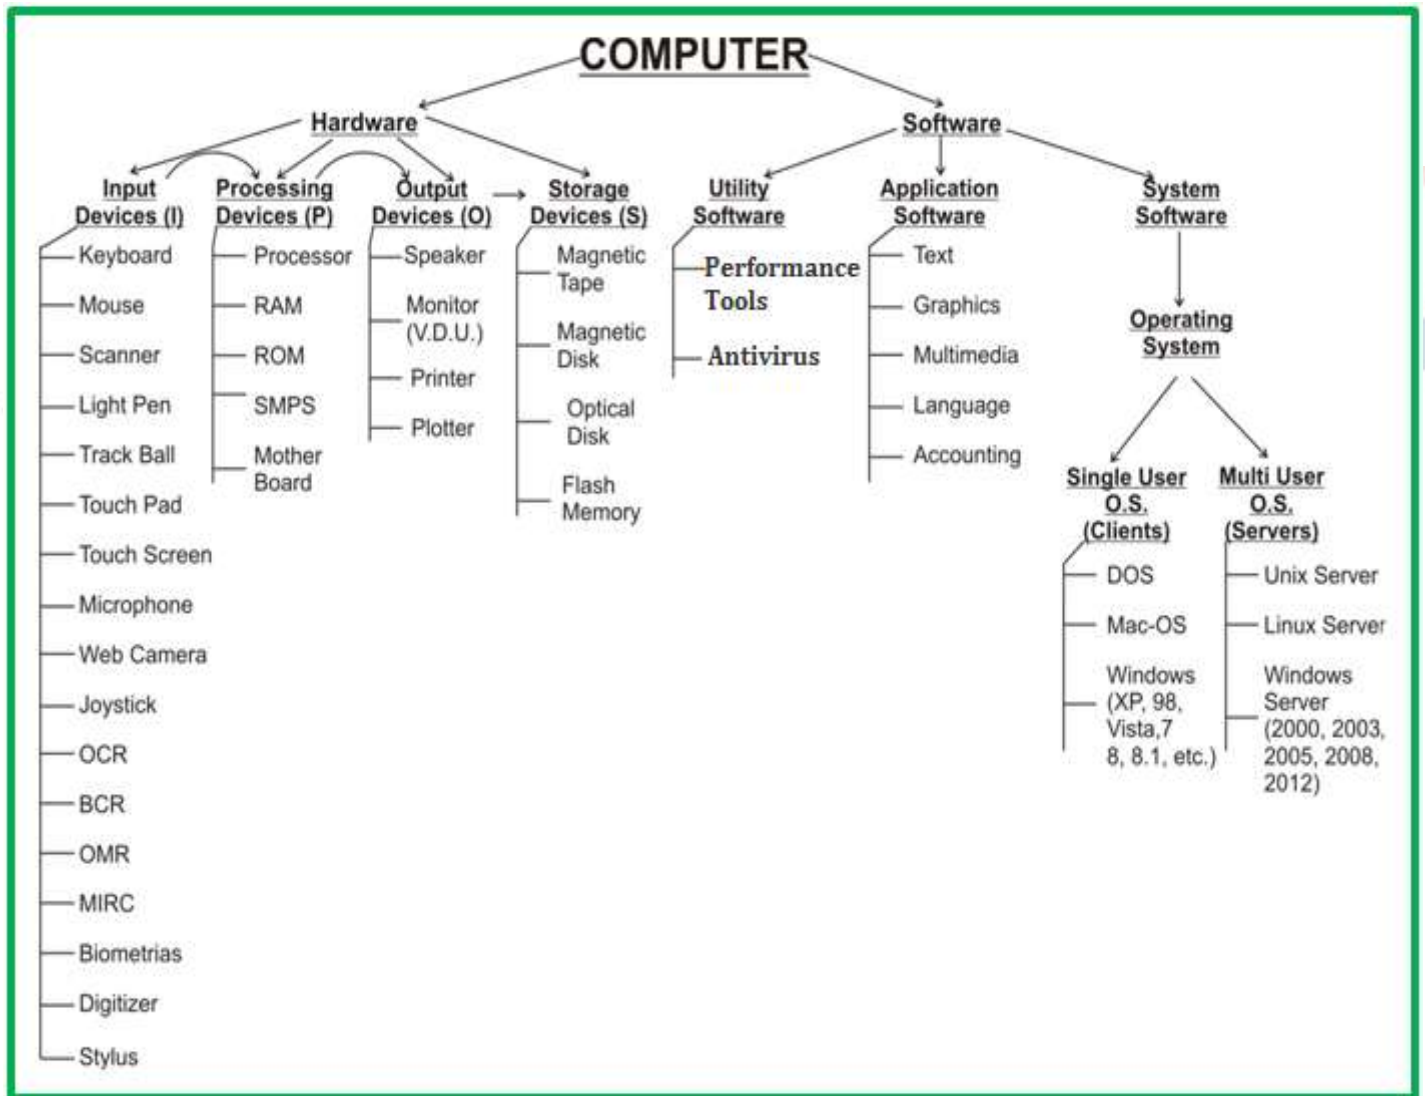 COMPUTER
Hardware
Software
Input
Devices (I)
Keyboard
Mouse
Scanner
Light Pen
Track Ball
Touch Pad
Touch Screen
Microphone
Web Camera
Joystick
OCR
BCR
OMR
MIRC
Biometrias
Digitizer
Stylus
Processing
Devices (P)
Processor
RAM
ROM
SMPS
Mother
Board
Output
Devices (O)
Speaker
Monitor
(V.D.U.)
Printer
Plotter
Storage
Devices (S)
Magnetic
Tape
Magnetic
Disk
Optical
Disk
Flash
Memory
Utility
Software
Performance
Tools
Antivirus
Application
Software
Text
Graphics
Multimedia
Language
Accounting
System
Software
Operating
System
Single User
O.S.
(Clients)
DOS
Mac-OS
Windows
(XP, 98,
Vista,7
8, 8.1, etc.)
Multi User
O.S.
(Servers)
Unix Server
Linux Server
Windows
Server
(2000, 2003,
2005, 2008,
2012)